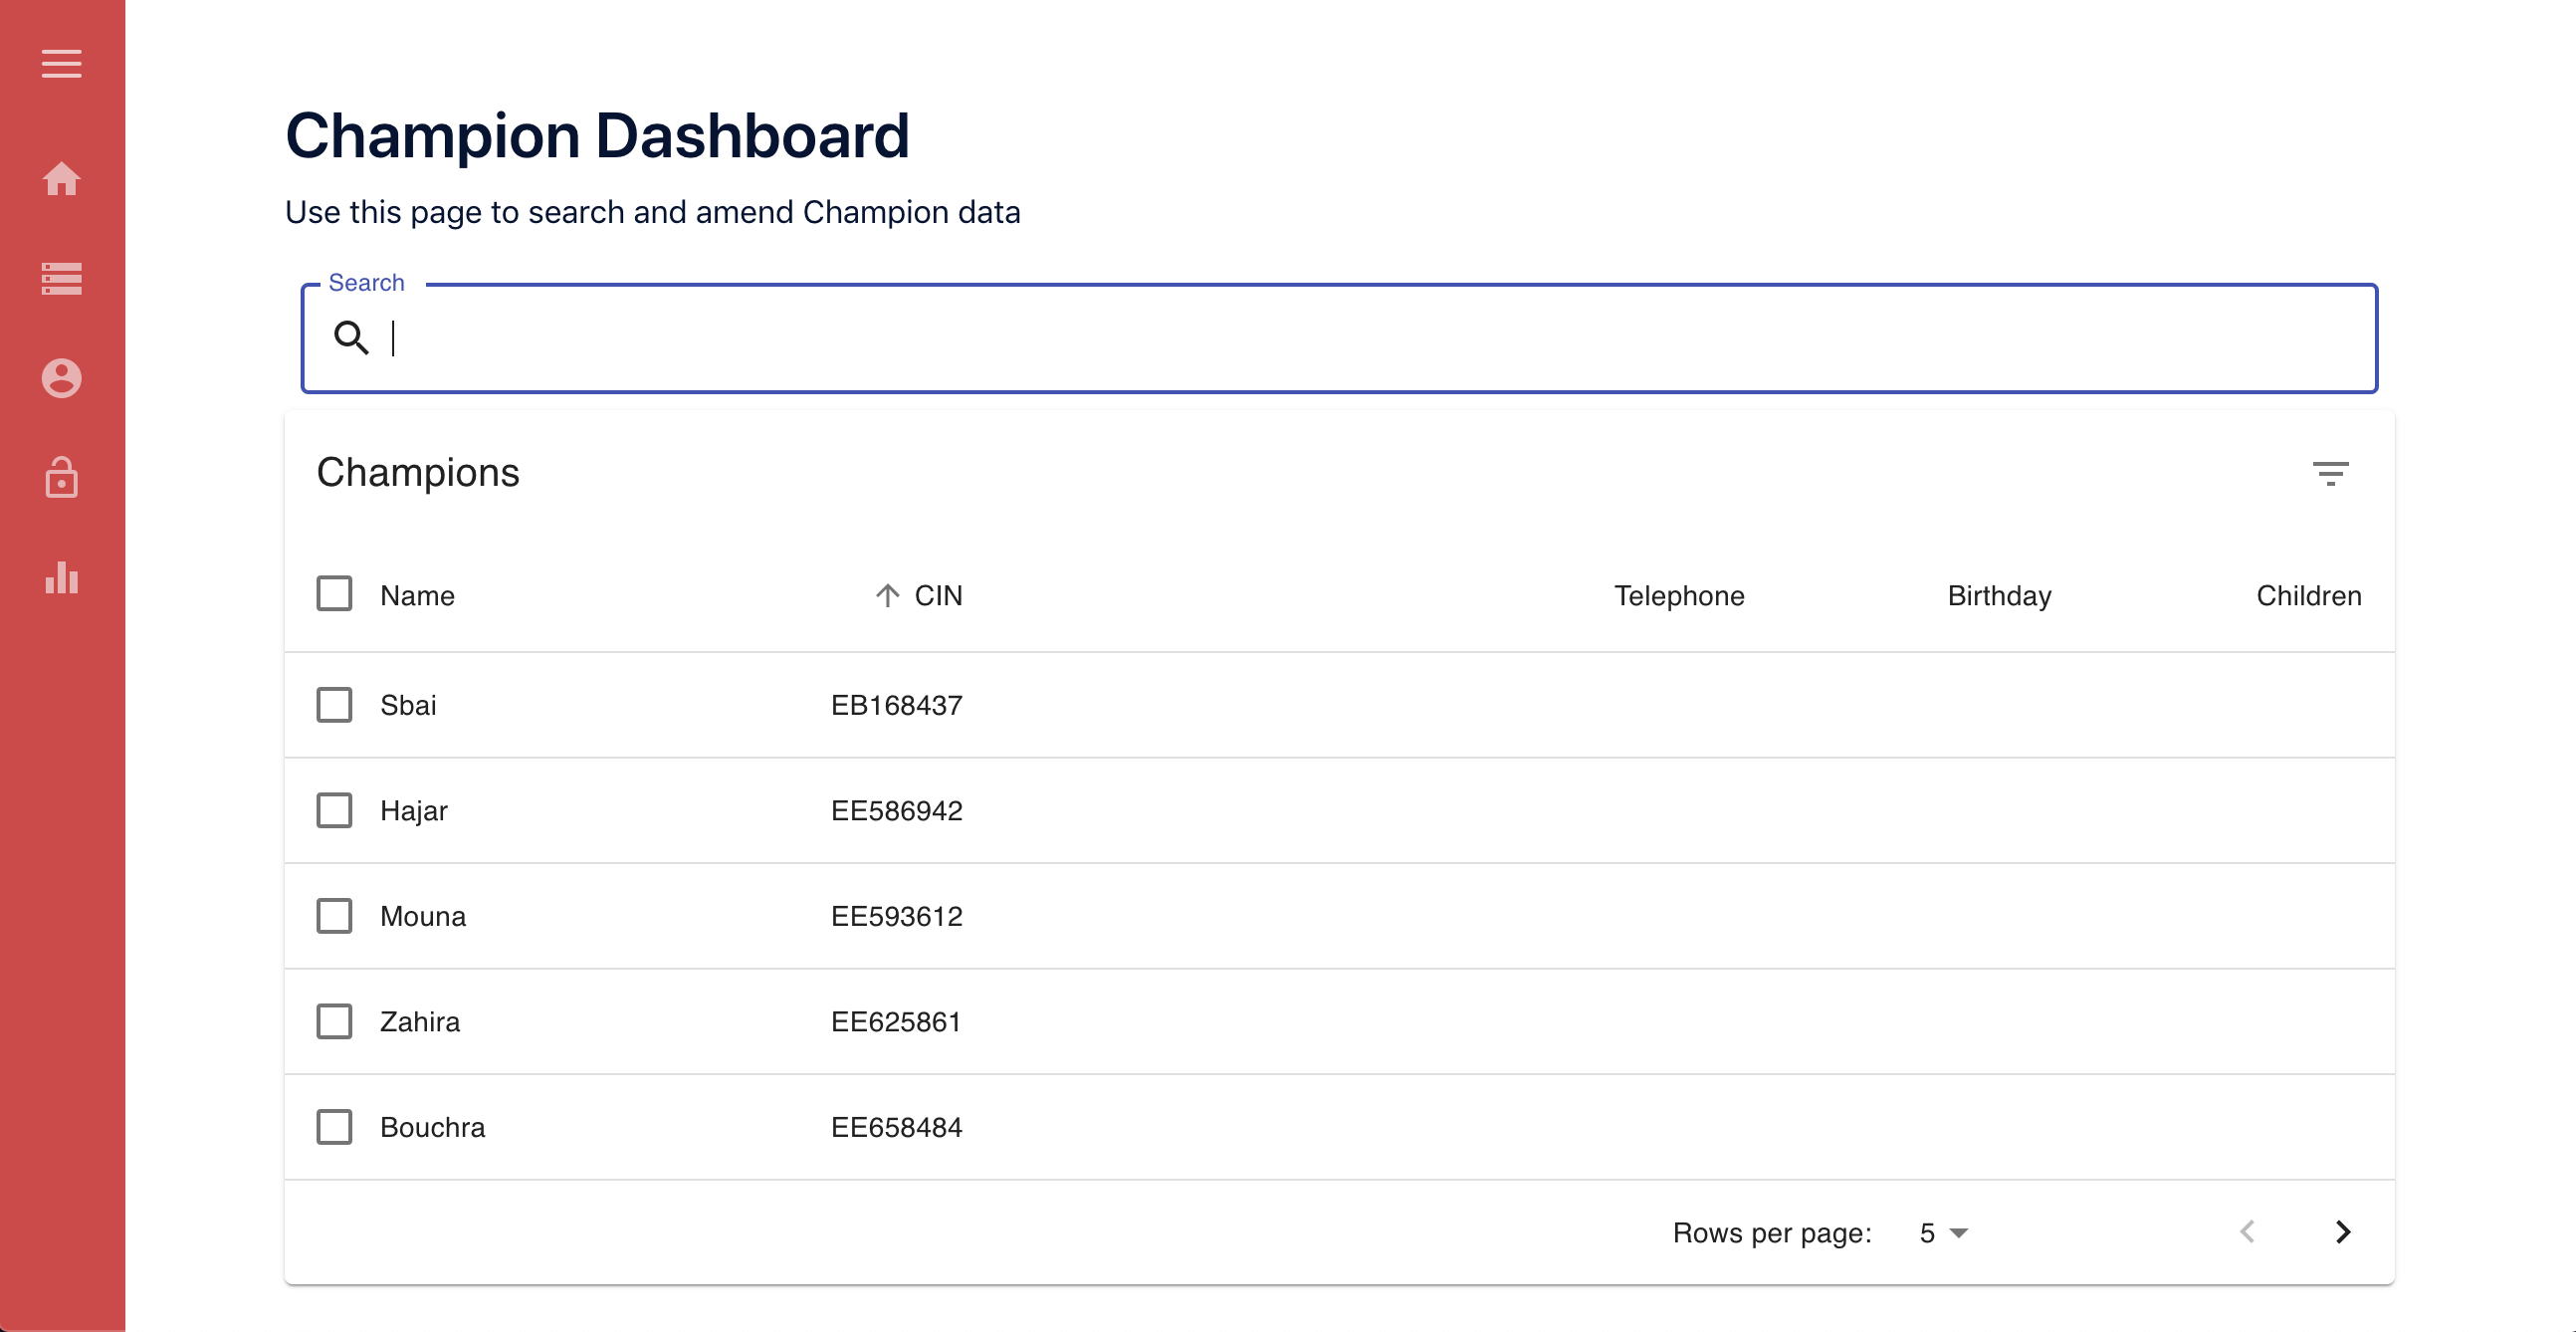 Champion Dashboard
Use this page to search and amend Champion data
Search
Champions
Name CIN Telephone Birthday Children
Sbai EB168437
Hajar EE586942
Mouna EE593612
Zahira EE625861
Bouchra EE658484
Rows per page: 5